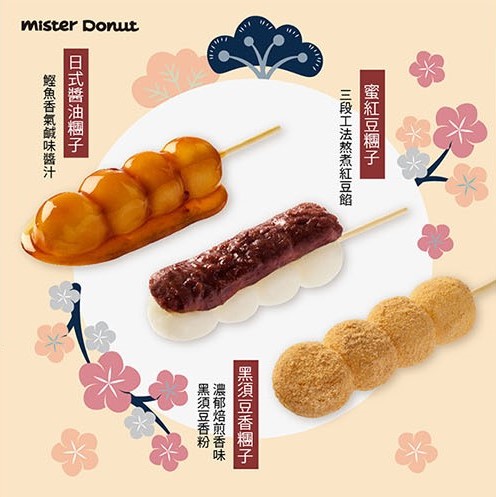 mister Donut
日式醬油糰子
鰹魚香氣鹹味醬汁
蜜紅豆糰子
三段工法熬煮紅豆餡
黑須豆香糰子
濃郁焙煎香味
黑須豆香粉